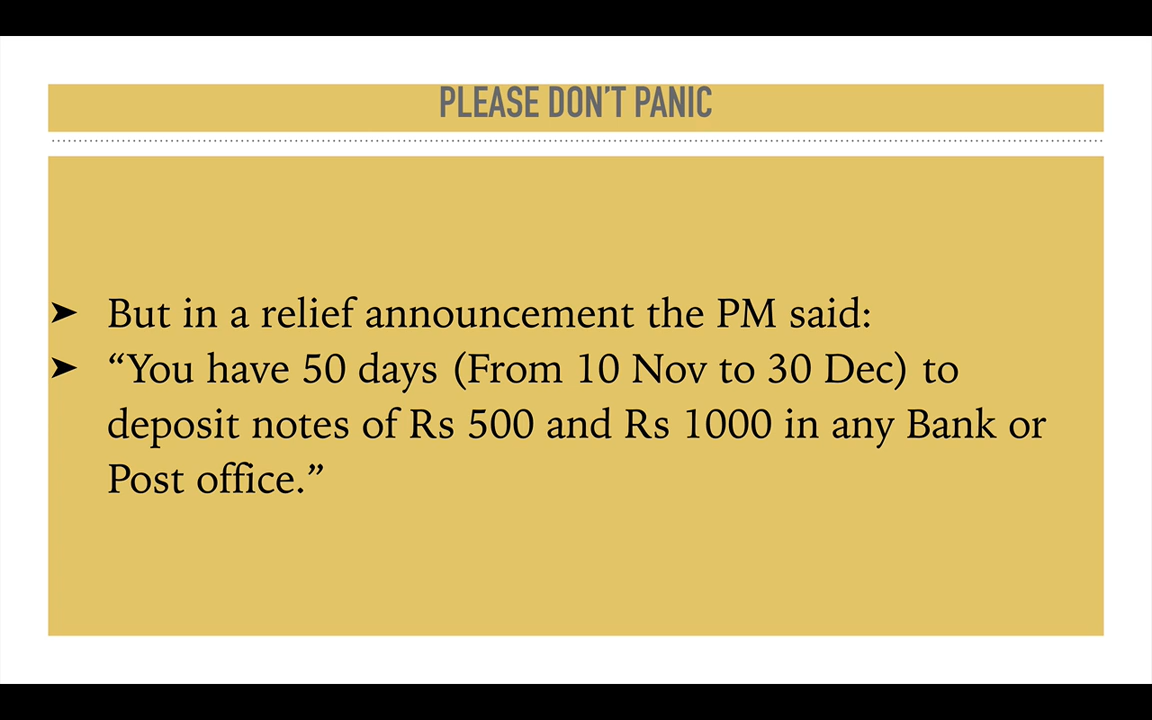 PLEASE DON’T PANIC
➤ But in a relief announcement the PM said:
➤ “You have 50 days (From 10 Nov to 30 Dec) to
deposit notes of Rs 500 and Rs 1000 in any Bank or
Post office.”